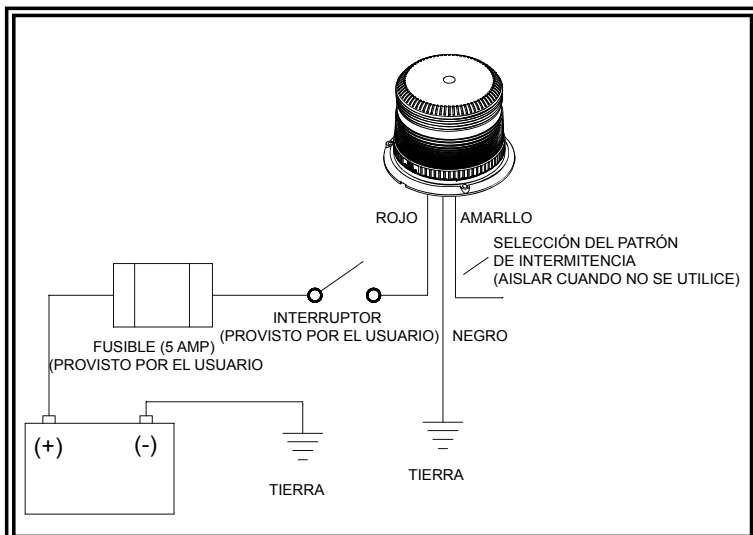 ROJO
AMARLLO
SELECCIÓN DEL PATRÓN
DE INTERMITENCIA
(AISLAR CUANDO NO SE UTILICE)
INTERRUPTOR
(PROVISTO POR EL USUARIO)
NEGRO
FUSIBLE (5 AMP)
(PROVISTO POR EL USUARIO
(+)
(-)
TIERRA
TIERRA